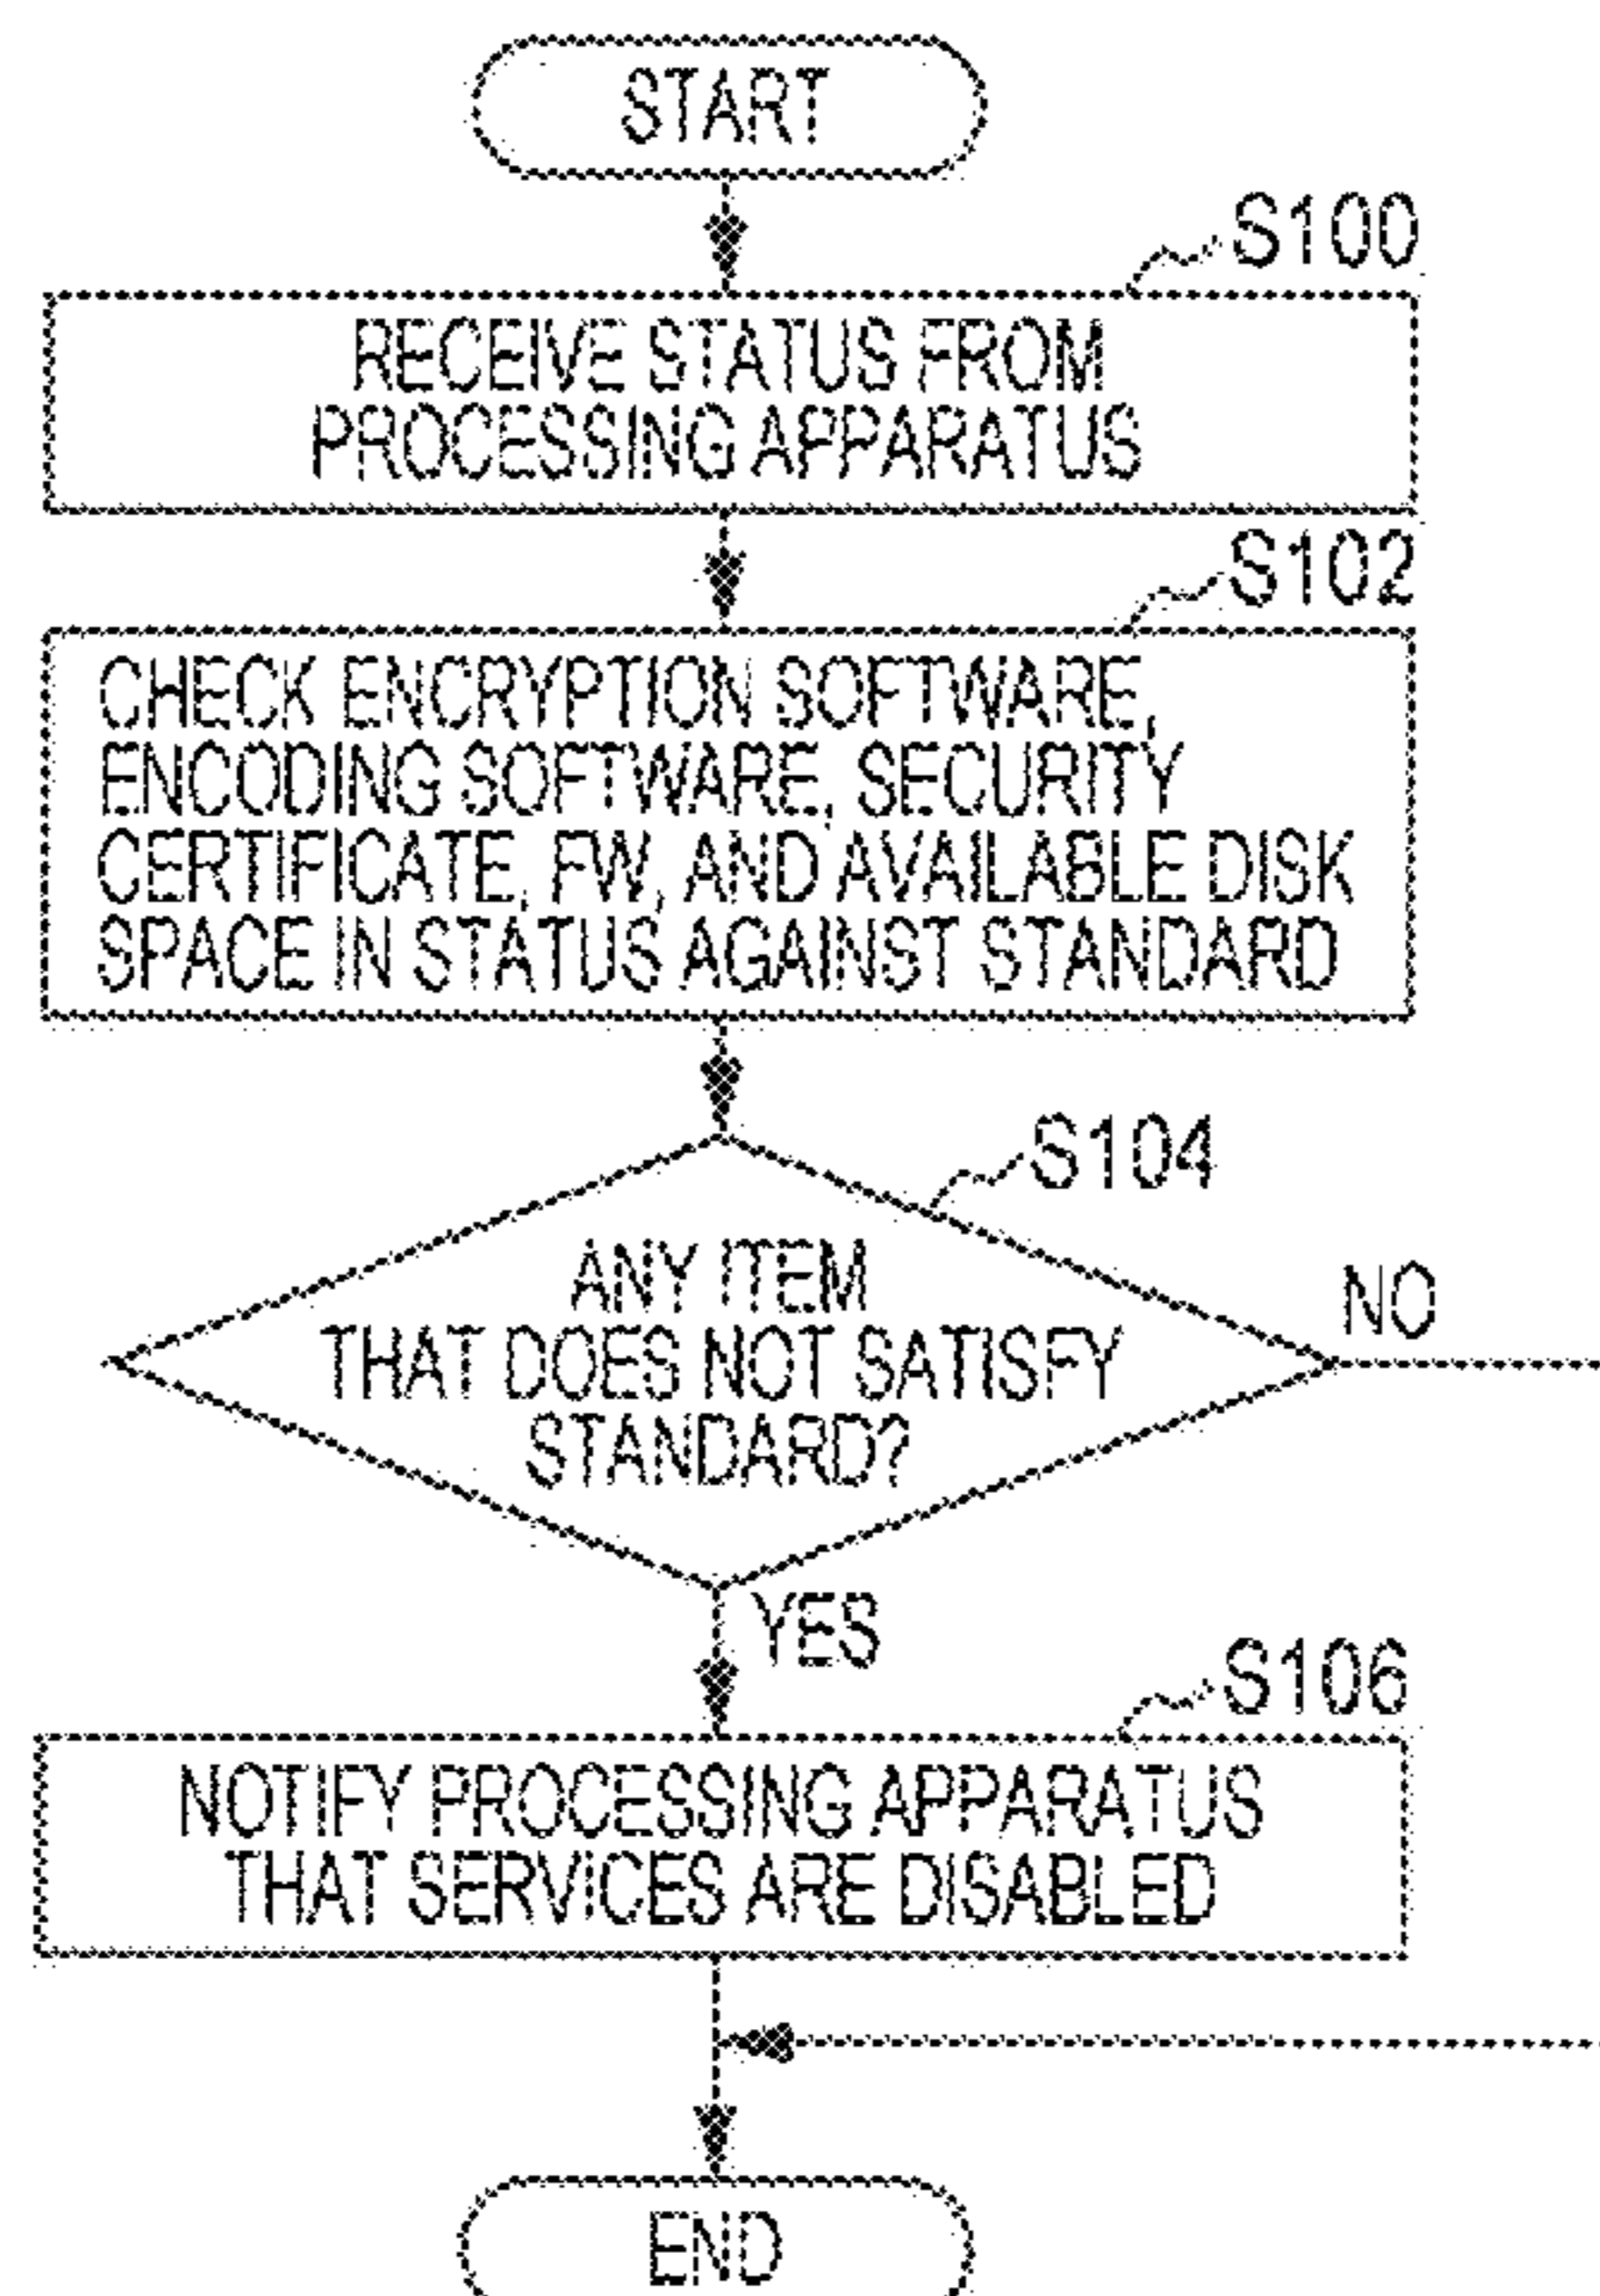 START
S100
RECEIVE STATUS FROM
PROCESSING APPARATUS
S102
CHECK ENCRYPTION SOFTWARE,
ENCODING SOFTWARE, SECURITY
CERTIFICATE, FW, AND AVAILABLE DISK
SPACE IN STATUS AGAINST STANDARD
S104
ANY ITEM
THAT DOES NOT SATISFY
STANDARD?
NO
YES
S106
NOTIFY PROCESSING APPARATUS
THAT SERVICES ARE DISABLED
END